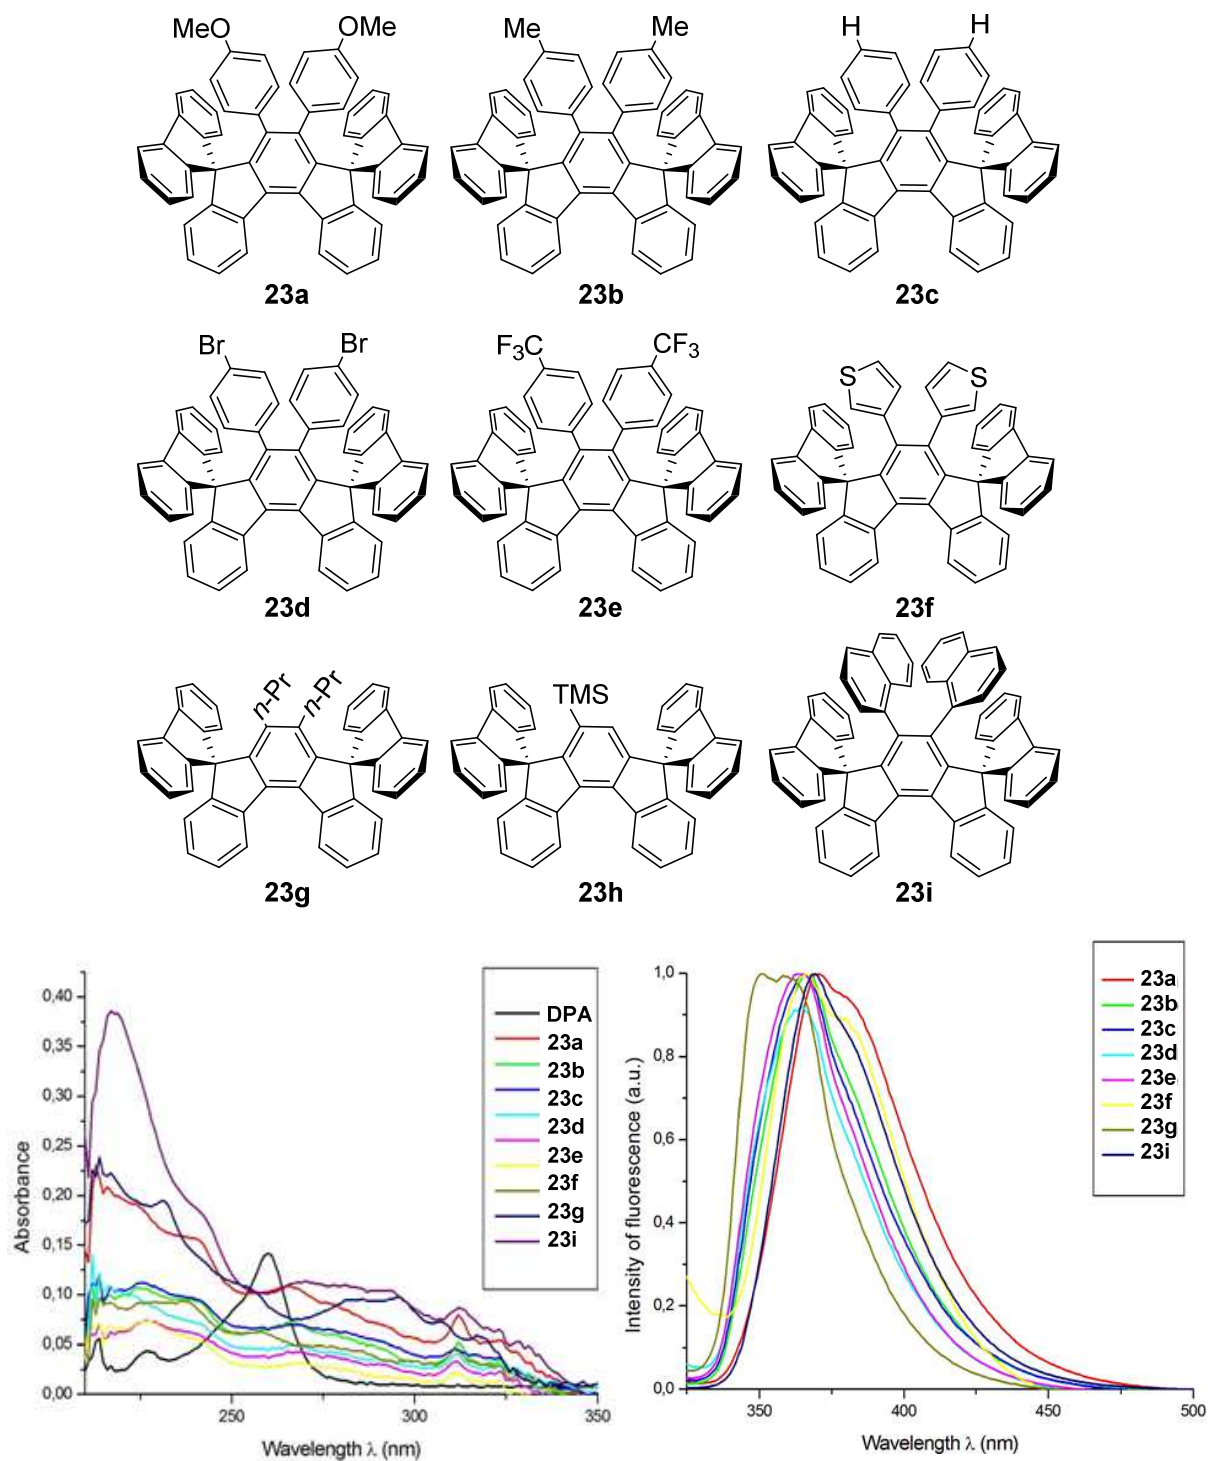 MeO OMe Me Me H H
23a 23b 23c
Br Br F3C CF3 S S
23d 23e 23f
n-Pr n-Pr TMS
23g 23h 23i
0,40
0,35
0,30
0,25
0,20
0,15
0,10
0,05
0,00
Absorbance
250 300 350
Wavelength λ (nm)
DPA
23a
23b
23c
23d
23e
23f
23g
23i
1,0
0,8
0,6
0,4
0,2
0,0
Intensity of fluorescence (a.u.)
350 400 450 500
Wavelength λ (nm)
23a
23b
23c
23d
23e
23f
23g
23i